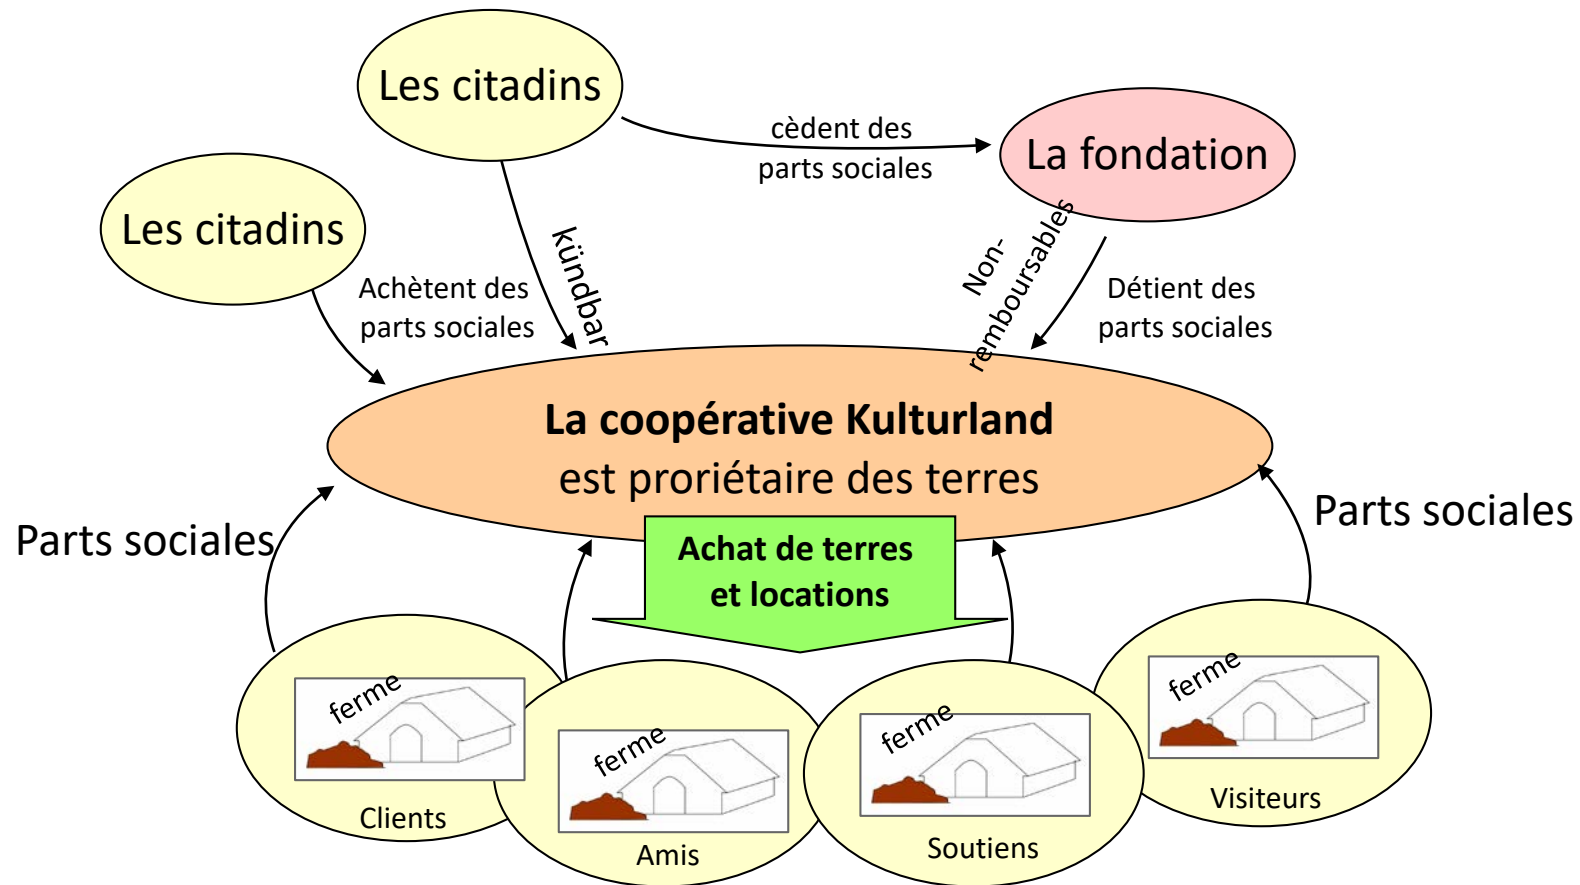 Les citadins
cèdent des
parts sociales
La fondation
Les citadins
Achètent des
parts sociales
kündbar
Non-
remboursables
Détient des
parts sociales
La coopérative Kulturland
est proriétaire des terres
Parts sociales
Parts sociales
Achat de terres
et locations
ferme
Clients
ferme
Amis
ferme
Soutiens
ferme
Visiteurs